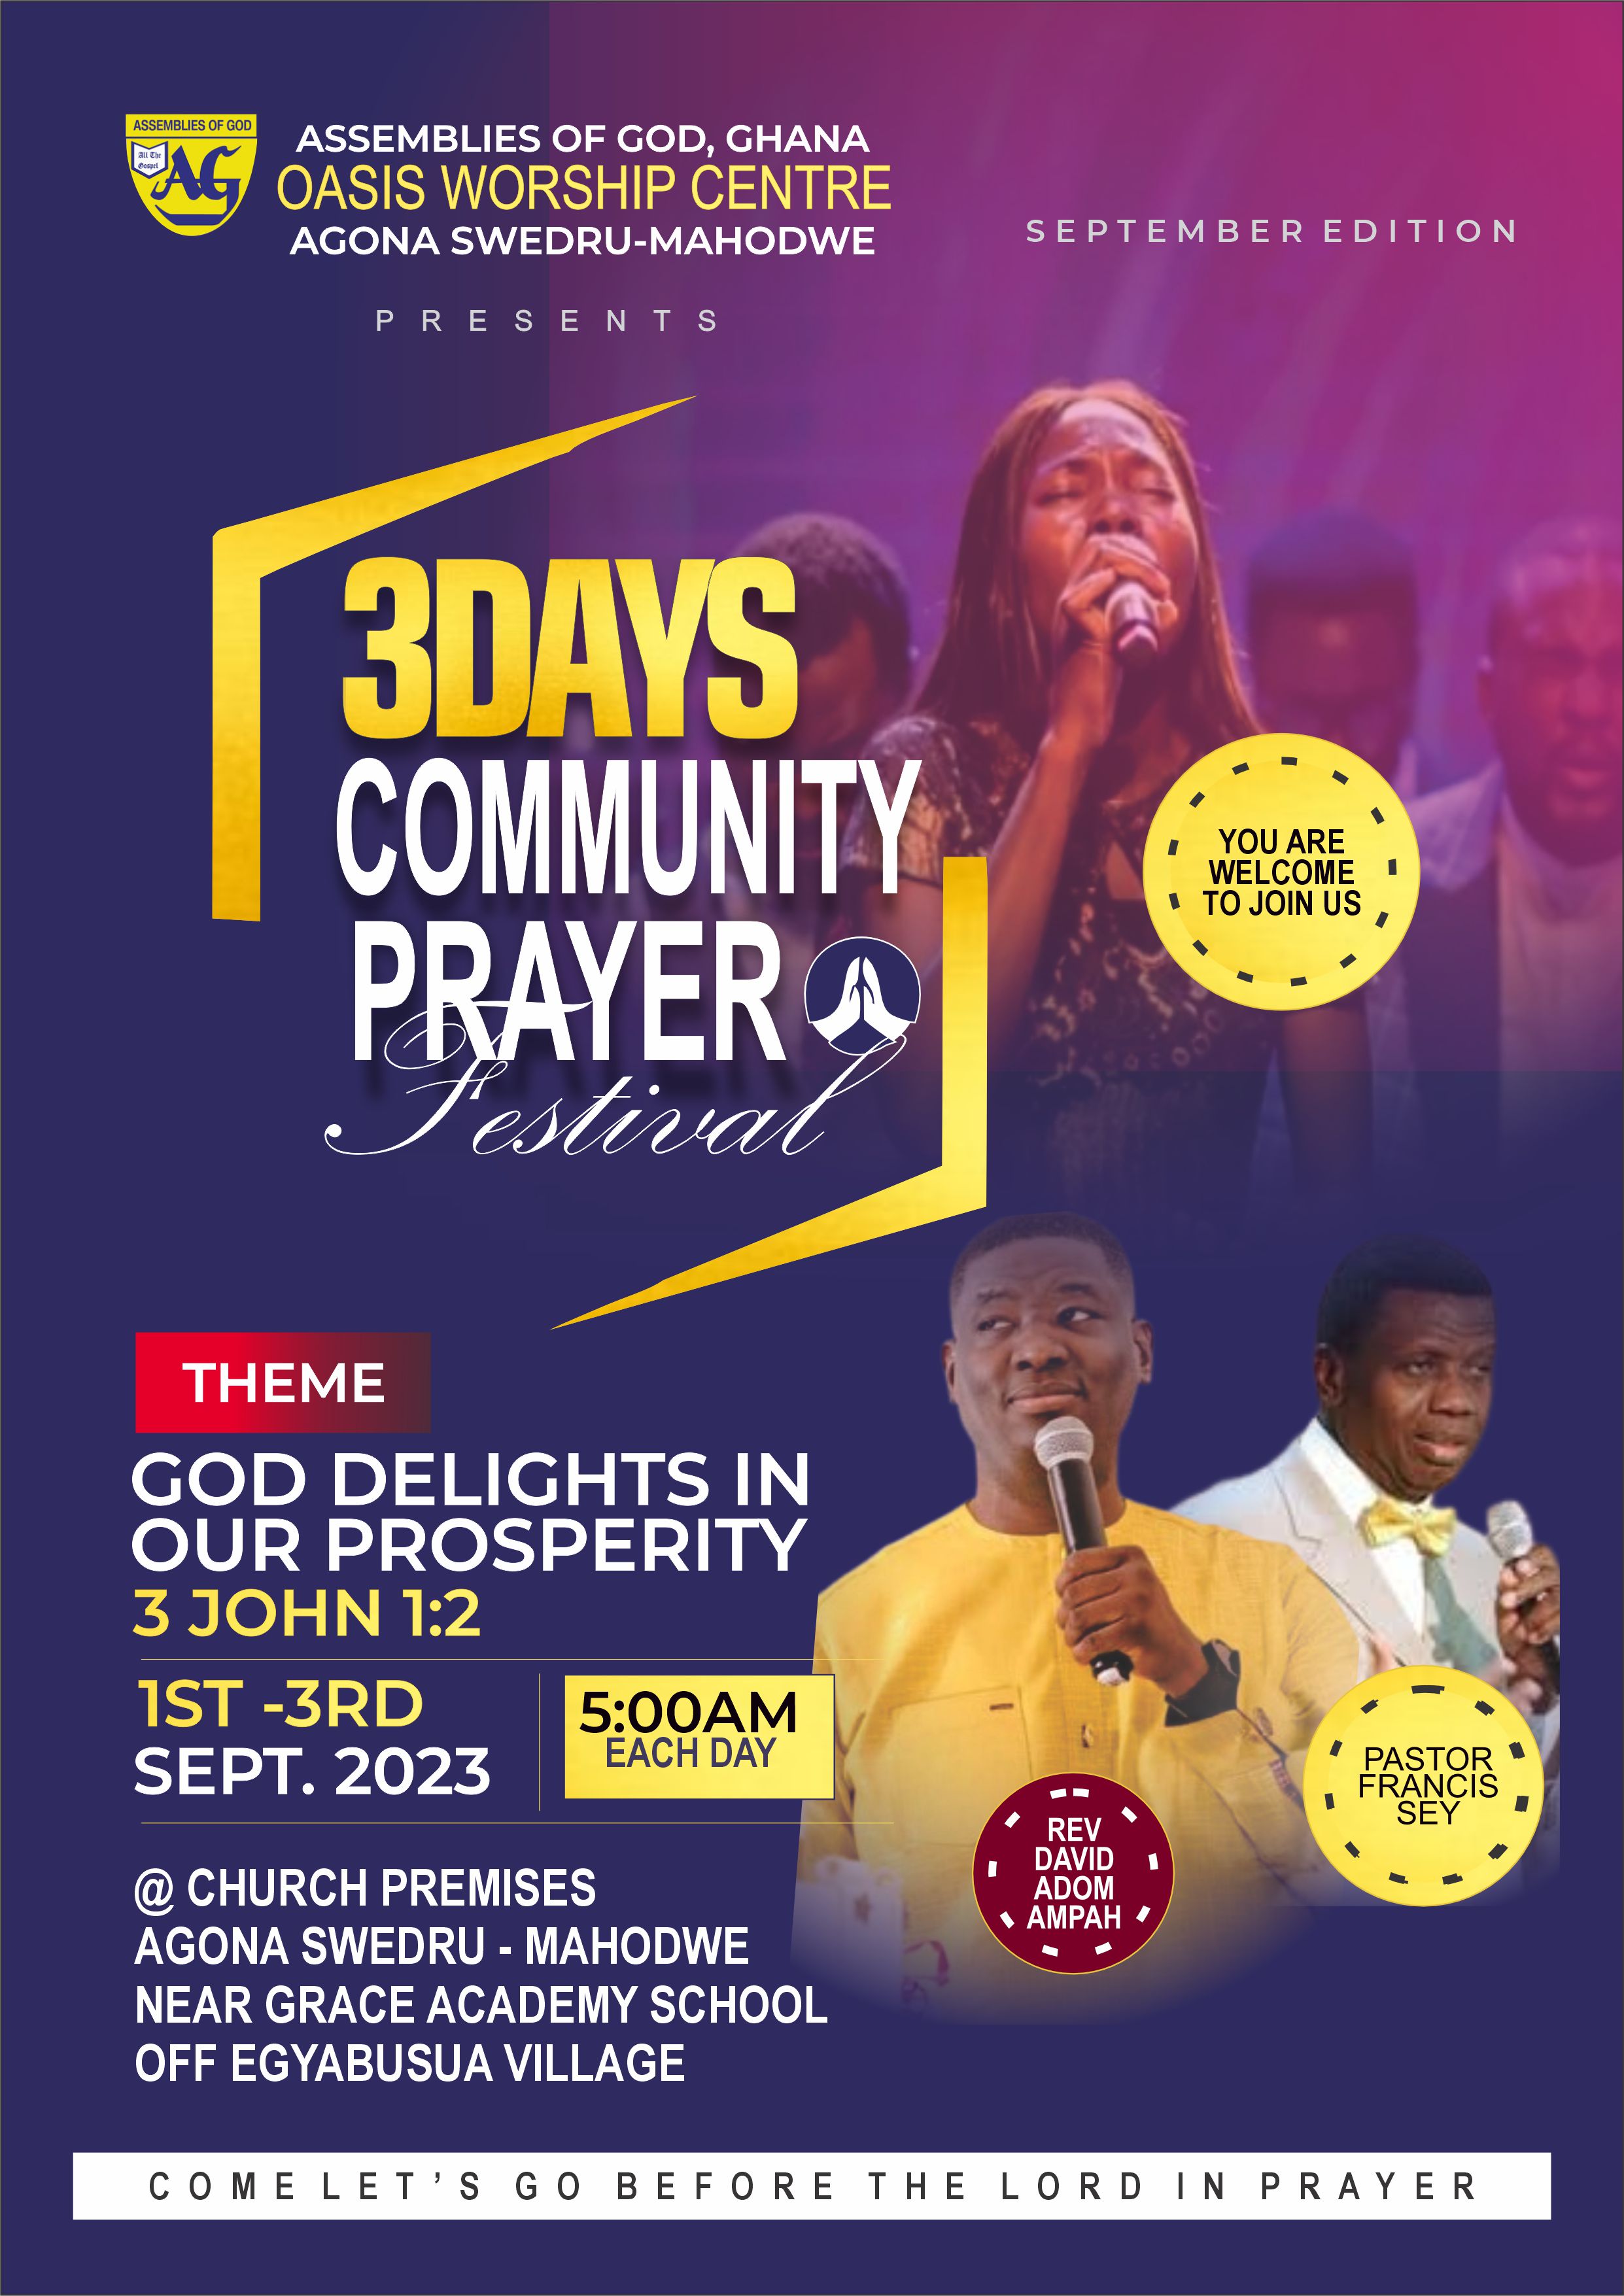 ASSEMBLIES OF GOD
All The
Gospel
AG
ASSEMBLIES OF GOD, GHANA
OASIS WORSHIP CENTRE
AGONA SWEDRU-MAHODWE
PRESENTS
SEPTEMBER EDITION
3DAYS
COMMUNITY
PRAYER
Festival
YOU ARE
WELCOME
TO JOIN US
THEME
GOD DELIGHTS IN
OUR PROSPERITY
3 JOHN 1:2
1ST -3RD
SEPT. 2023
5:00AM
EACH DAY
REV
DAVID
ADOM
AMPAH
PASTOR
FRANCIS
SEY
@ CHURCH PREMISES
AGONA SWEDRU - MAHODWE
NEAR GRACE ACADEMY SCHOOL
OFF EGYABUSUA VILLAGE
COME LET’S GO BEFORE THE LORD IN PRAYER